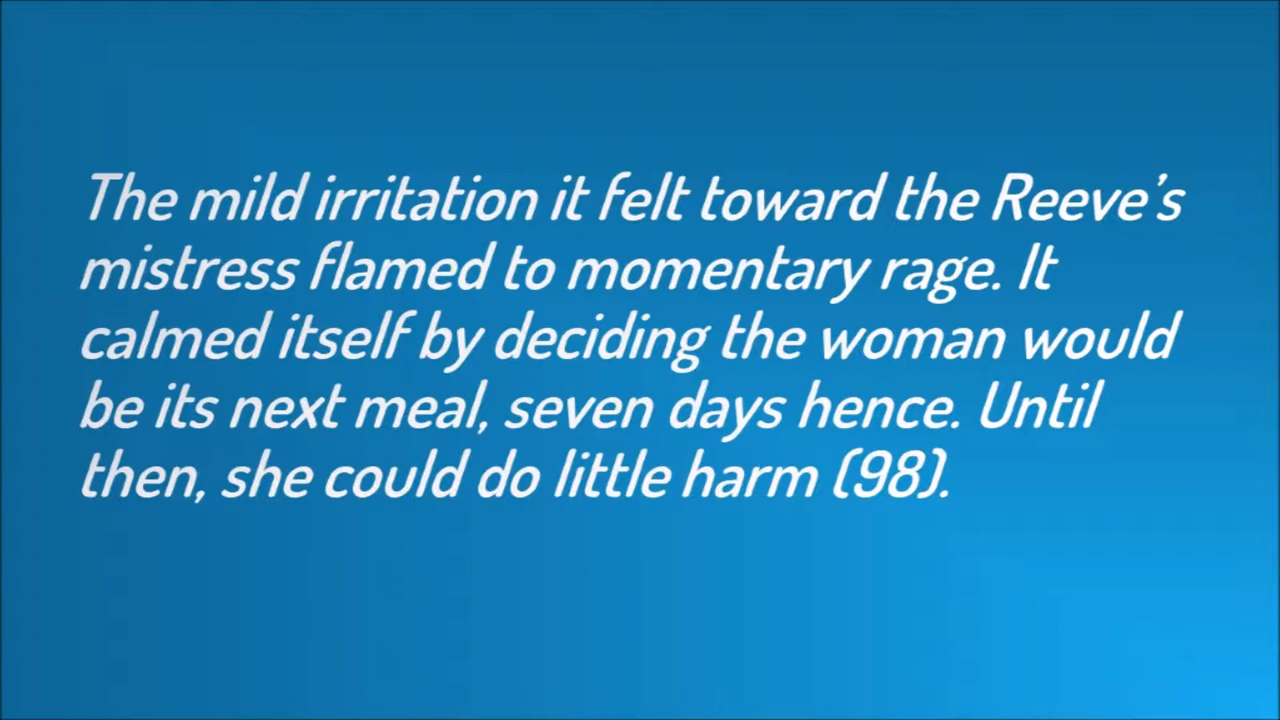 The mild irritation it felt toward the Reeve’s
mistress flamed to momentary rage. It
calmed itself by deciding the woman would
be its next meal, seven days hence. Until
then, she could do little harm (98).